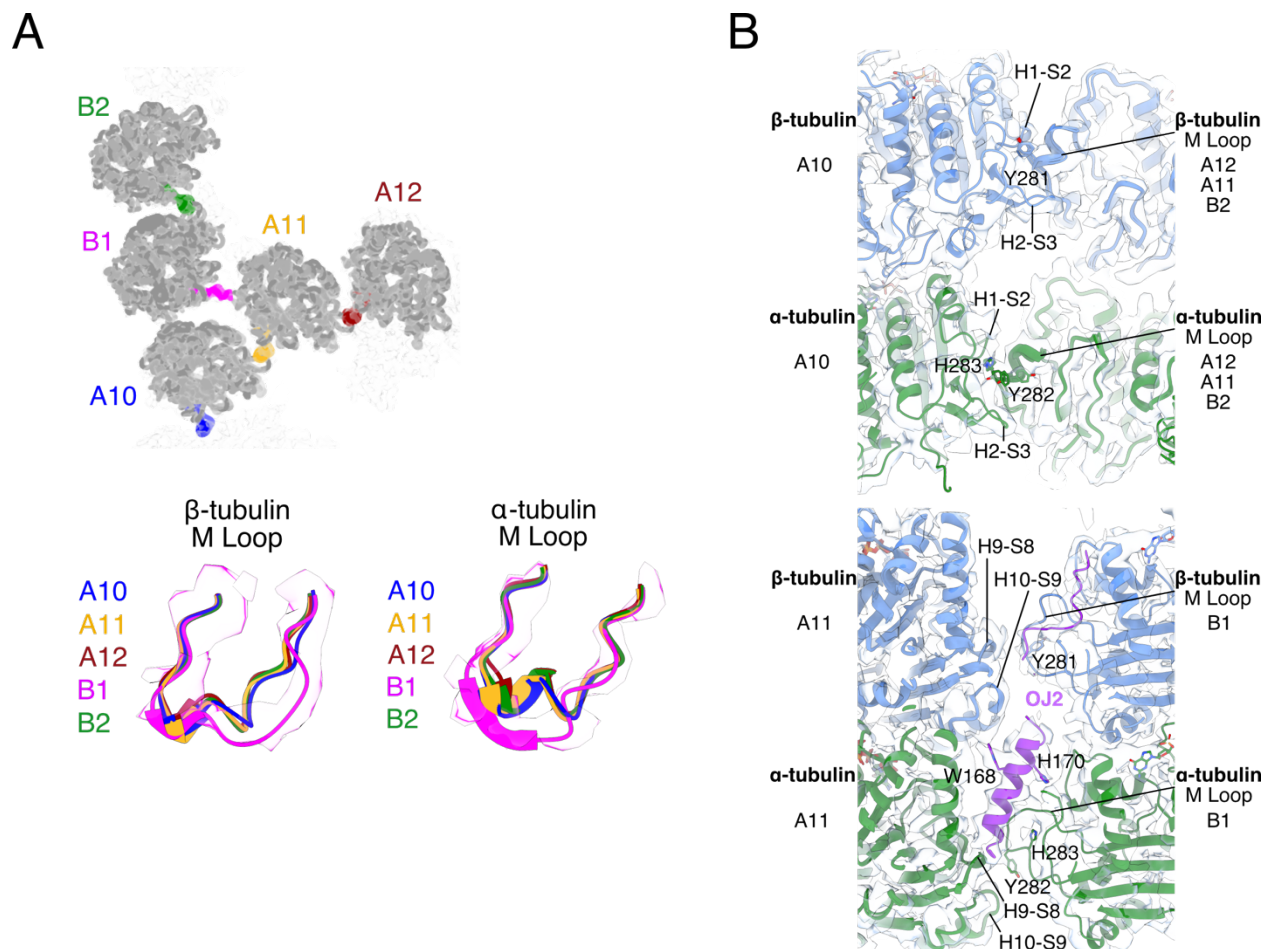 A
B2
A12
A11
B1
A10
β-tubulin
M Loop
A10
A11
A12
B1
B2
α-tubulin
M Loop
A10
A11
A12
B1
B2
B
H1-S2
β-tubulin
A10
β-tubulin
M Loop
A12
A11
B2
Y281
H2-S3
H1-S2
α-tubulin
A10
α-tubulin
M Loop
A12
A11
B2
H283
Y282
H2-S3
H9-S8
H10-S9
β-tubulin
A11
β-tubulin
M Loop
B1
Y281
OJ2
W168
H170
α-tubulin
A11
α-tubulin
M Loop
B1
H283
Y282
H9-S8
H10-S9